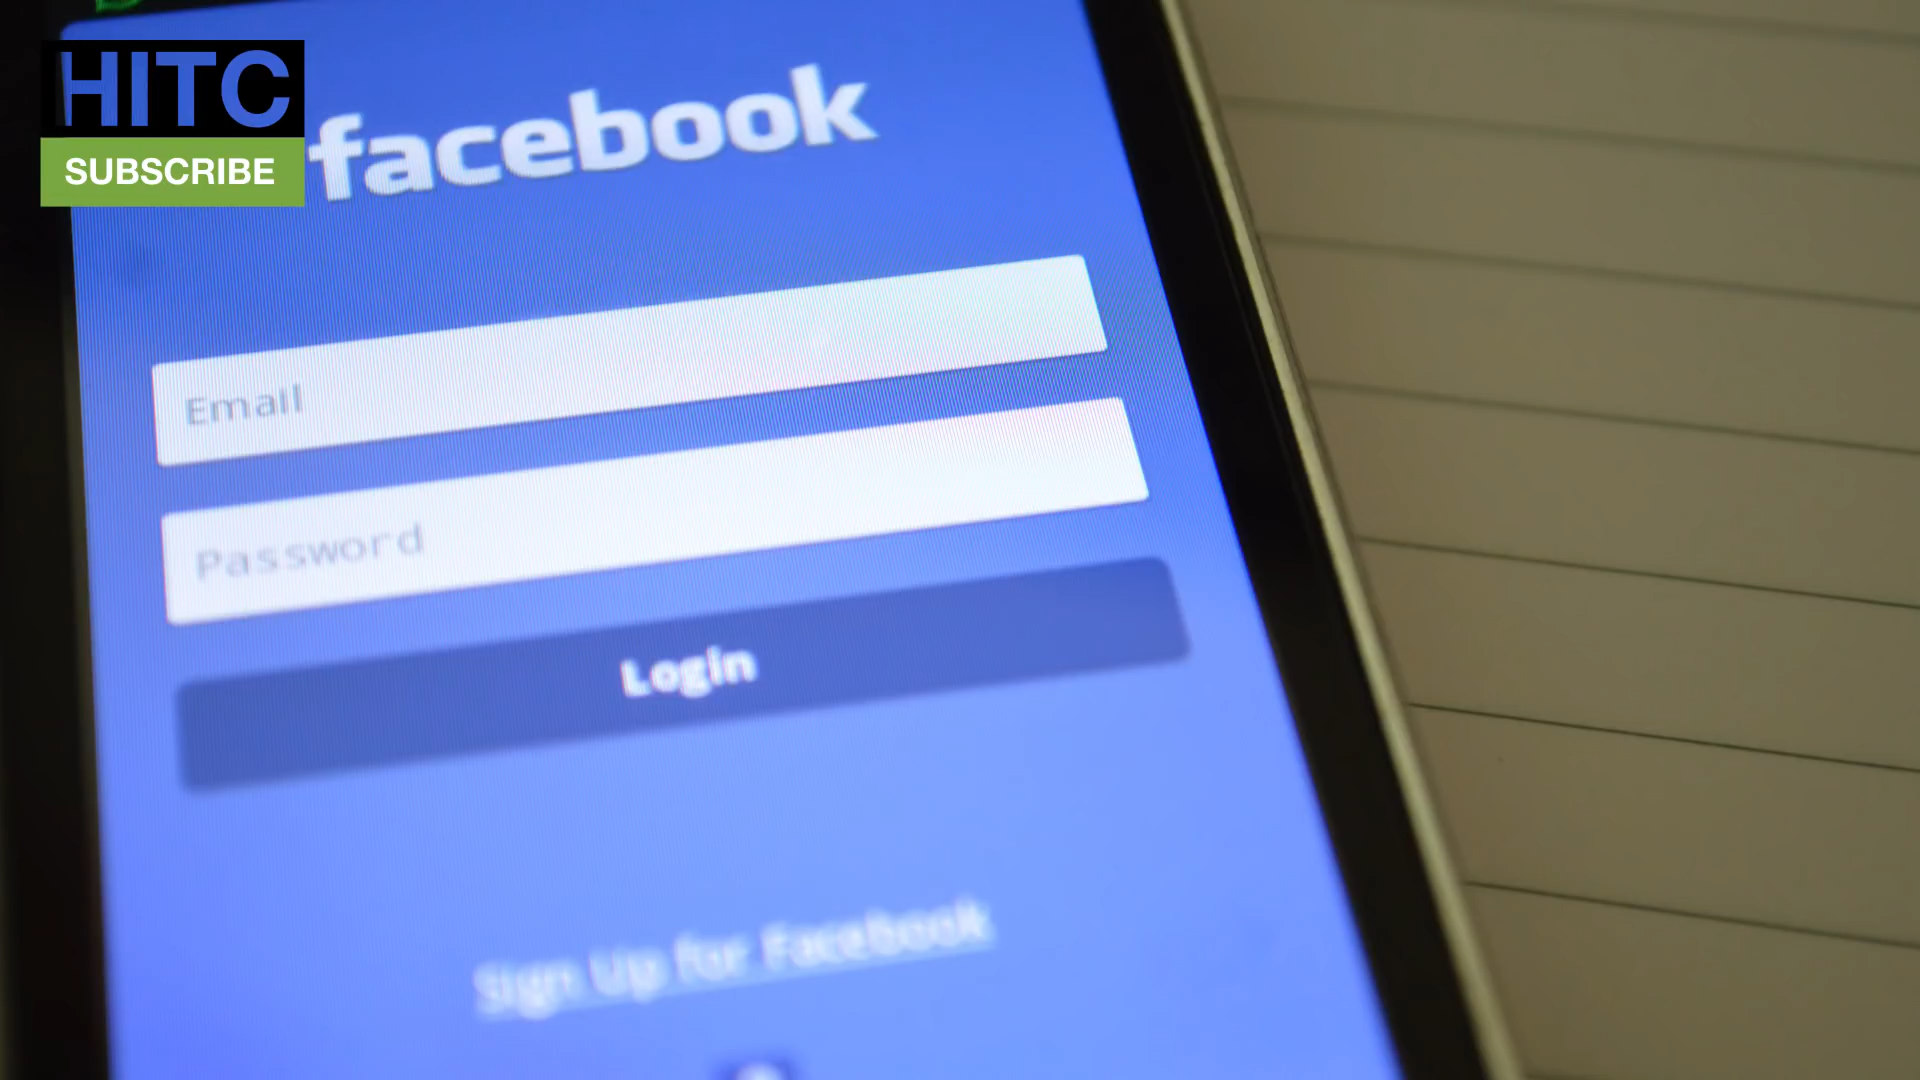 HITC
SUBSCRIBE
facebook
Email
Password
Login
Sign Up for Facebook